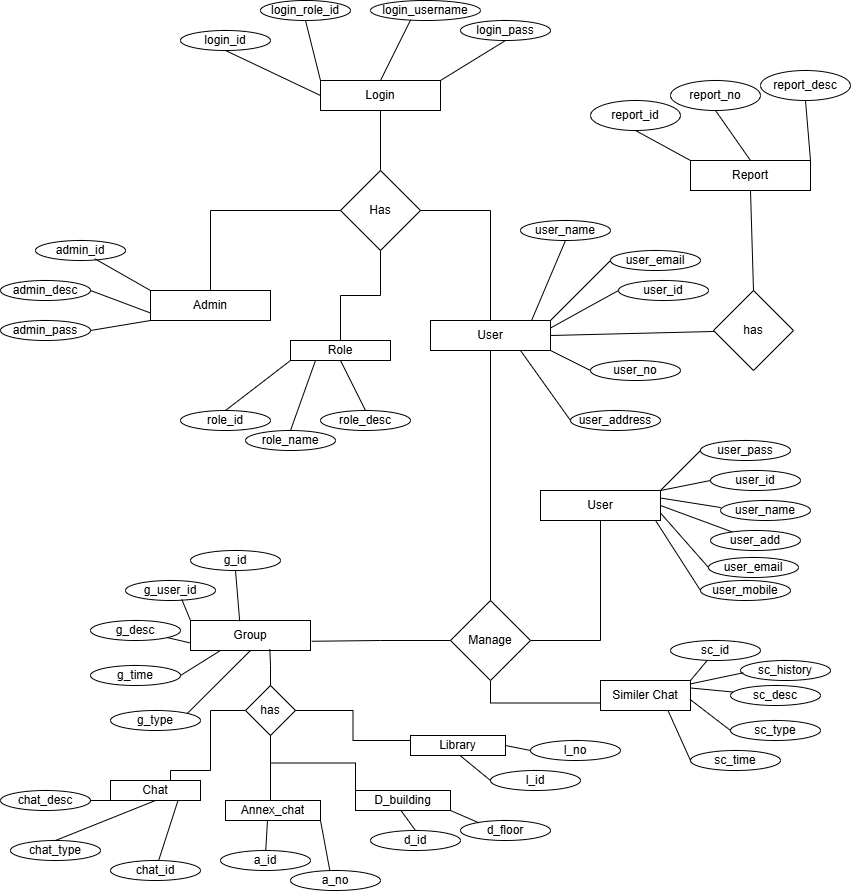 login_role_id
login_username
login_id
login_pass
Login
report_desc
report_no
report_id
Report
Has
user_name
admin_id
user_email
admin_desc
user_id
Admin
admin_pass
User
has
Role
user_no
role_id
role_desc
user_address
role_name
user_pass
user_id
User
user_name
user_add
g_id
user_email
g_user_id
user_mobile
g_desc
Group
Manage
sc_id
g_time
sc_history
Similer Chat
sc_desc
has
g_type
sc_type
Library
l_no
sc_time
l_id
Chat
chat_desc
D_building
Annex_chat
d_floor
d_id
chat_type
a_id
chat_id
a_no